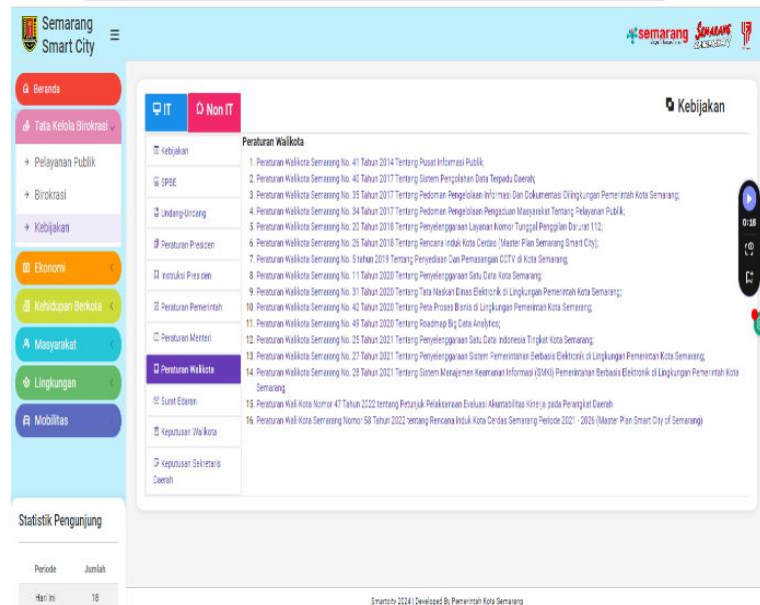 Semarang
Smart City
semarang
SEMARANG
Beranda
Tata Kelola Birokrasi
Pelayanan Publik
Birokrasi
Kebijakan
Ekonomi
Kehidupan Berkota
Masyarakat
Lingkungan
Mobilitas
Statistik Pengunjung
Periode Jumlah
Hari ini 18
IT
Non IT
Kebijakan
Kebijakan
SPBE
Undang-Undang
Peraturan Presiden
Instruksi Presiden
Peraturan Pemerintah
Peraturan Menteri
Peraturan Walikota
Surat Edaran
Keputusan Walikota
Keputusan Sekretaris
Daerah
Peraturan Walikota
1. Peraturan Walikota Semarang No. 41 Tahun 2014 Tentang Pusat Informasi Publik;
2. Peraturan Walikota Semarang No. 40 Tahun 2017 Tentang Sistem Pengolahan Data Terpadu Daerah;
3. Peraturan Walikota Semarang No. 35 Tahun 2017 Tentang Pedoman Pengelolaan Informasi Dan Dokumentasi Dilingkungan Pemerintah Kota Semarang;
4. Peraturan Walikota Semarang No. 34 Tahun 2017 Tentang Pedoman Pengelolaan Pengaduan Masyarakat Tentang Pelayanan Publik;
5. Peraturan Walikota Semarang No. 20 Tahun 2018 Tentang Penyelenggaraan Layanan Nomor Tunggal Panggilan Darurat 112;
6. Peraturan Walikota Semarang No. 26 Tahun 2018 Tentang Rencana Induk Kota Cerdas (Master Plan Semarang Smart City);
7. Peraturan Walikota Semarang No. 5 tahun 2019 Tentang Penyediaan Dan Pemasangan CCTV di Kota Semarang;
8. Peraturan Walikota Semarang No. 11 Tahun 2020 Tentang Penyelenggaraan Satu Data Kota Semarang;
9. Peraturan Walikota Semarang No. 31 Tahun 2020 Tentang Tata Naskah Dinas Elektronik di Lingkungan Pemerintah Kota Semarang;
10. Peraturan Walikota Semarang No. 42 Tahun 2020 Tentang Peta Proses Bisnis di Lingkungan Pemerintah Kota Semarang;
11. Peraturan Walikota Semarang No. 49 Tahun 2020 Tentang Roadmap Big Data Analytics;
12. Peraturan Walikota Semarang No. 25 Tahun 2021 Tentang Penyelenggaraan Satu Data Indonesia Tingkat Kota Semarang;
13. Peraturan Walikota Semarang No. 27 Tahun 2021 Tentang Penyelenggaraan Sistem Pemerintahan Berbasis Elektronik di Lingkungan Pemerintah Kota Semarang;
14. Peraturan Walikota Semarang No. 28 Tahun 2021 Tentang Sistem Manajemen Keamanan Informasi (SMKI) Pemerintahan Berbasis Elektronik di Lingkungan Pemerintah Kota
Semarang
15. Peraturan Wali Kota Nomor 47 Tahun 2022 tentang Petunjuk Pelaksanaan Evaluasi Akuntabilitas Kinerja pada Perangkat Daerah
16. Peraturan Wali Kota Semarang Nomor 58 Tahun 2022 tentang Rencana Induk Kota Cerdas Semarang Periode 2021 - 2026 (Master Plan Smart City of Semarang)
0:16
Smartcity 2024 | Developed By Pemerintah Kota Semarang